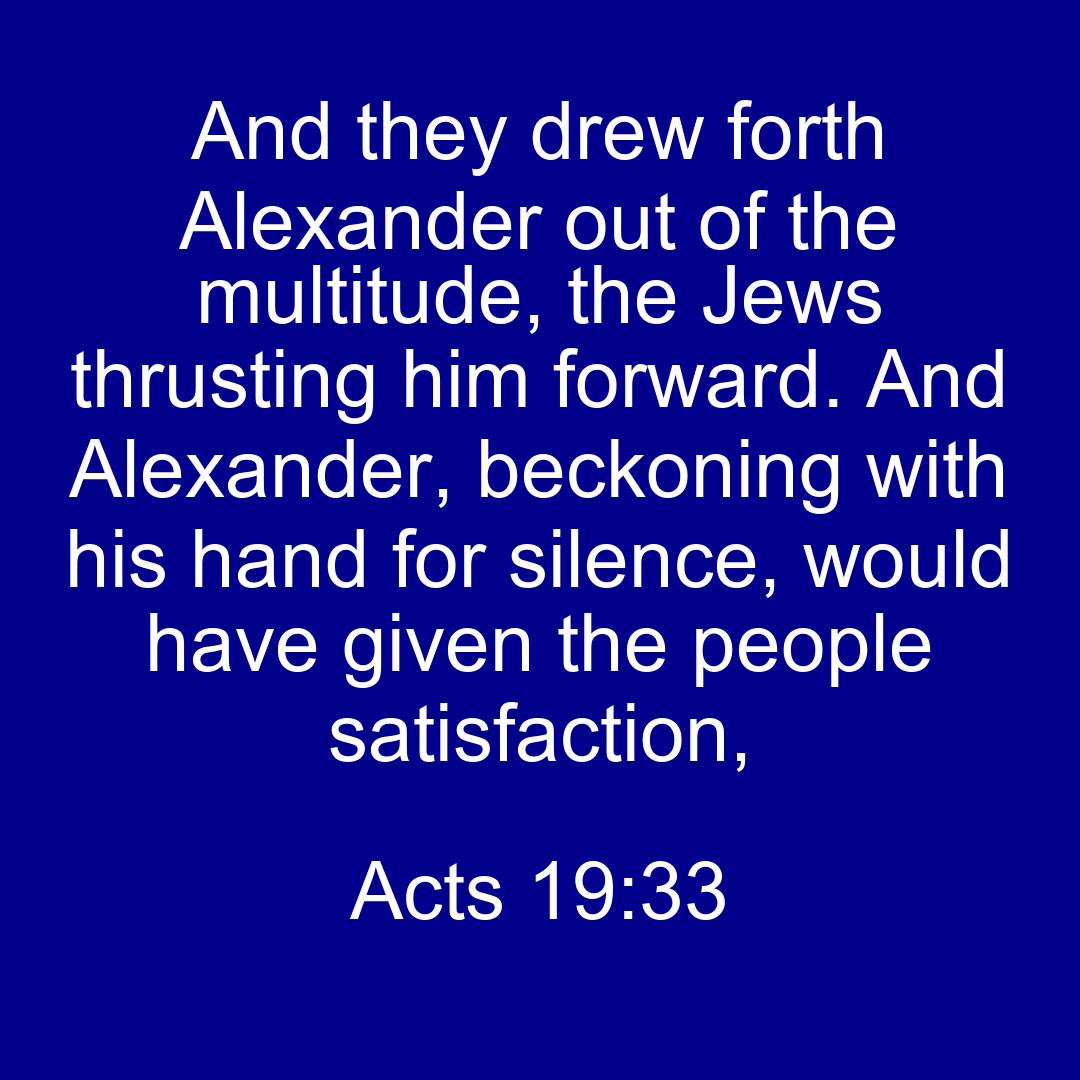 And they drew forth
Alexander out of the
multitude, the Jews
thrusting him forward. And
Alexander, beckoning with
his hand for silence, would
have given the people
satisfaction,
Acts 19:33